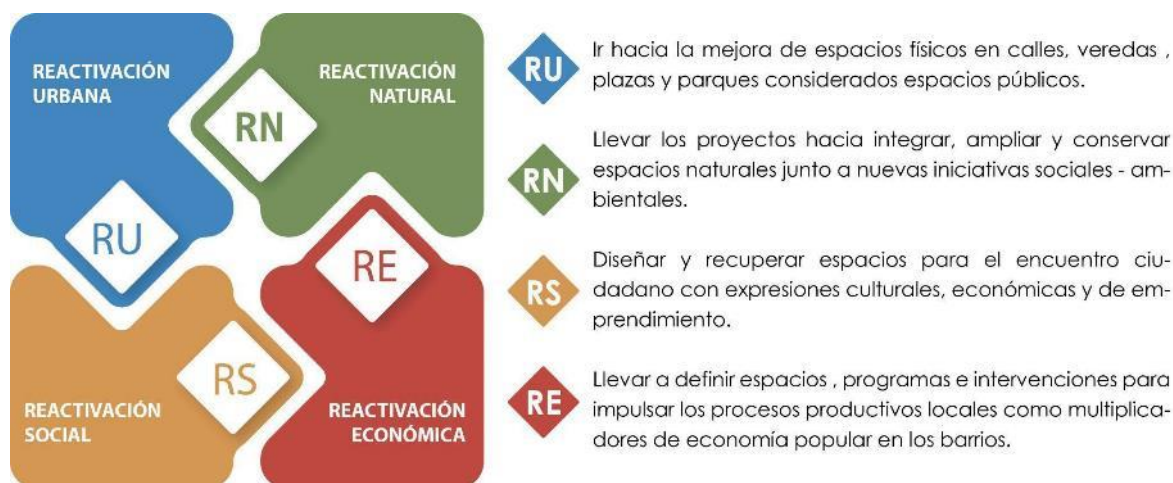 REACTIVACIÓN
URBANA
REACTIVACIÓN
NATURAL
RN
RU
RE
RS
REACTIVACIÓN
SOCIAL
REACTIVACIÓN
ECONÓMICA
RU
Ir hacia la mejora de espacios físicos en calles, veredas ,
plazas y parques considerados espacios públicos.
RN
Llevar los proyectos hacia integrar, ampliar y conservar
espacios naturales junto a nuevas iniciativas sociales - am-
bientales.
RS
Diseñar y recuperar espacios para el encuentro ciu-
dadano con expresiones culturales, económicas y de em-
prendimiento.
RE
Llevar a definir espacios , programas e intervenciones para
impulsar los procesos productivos locales como multiplica-
dores de economía popular en los barrios.